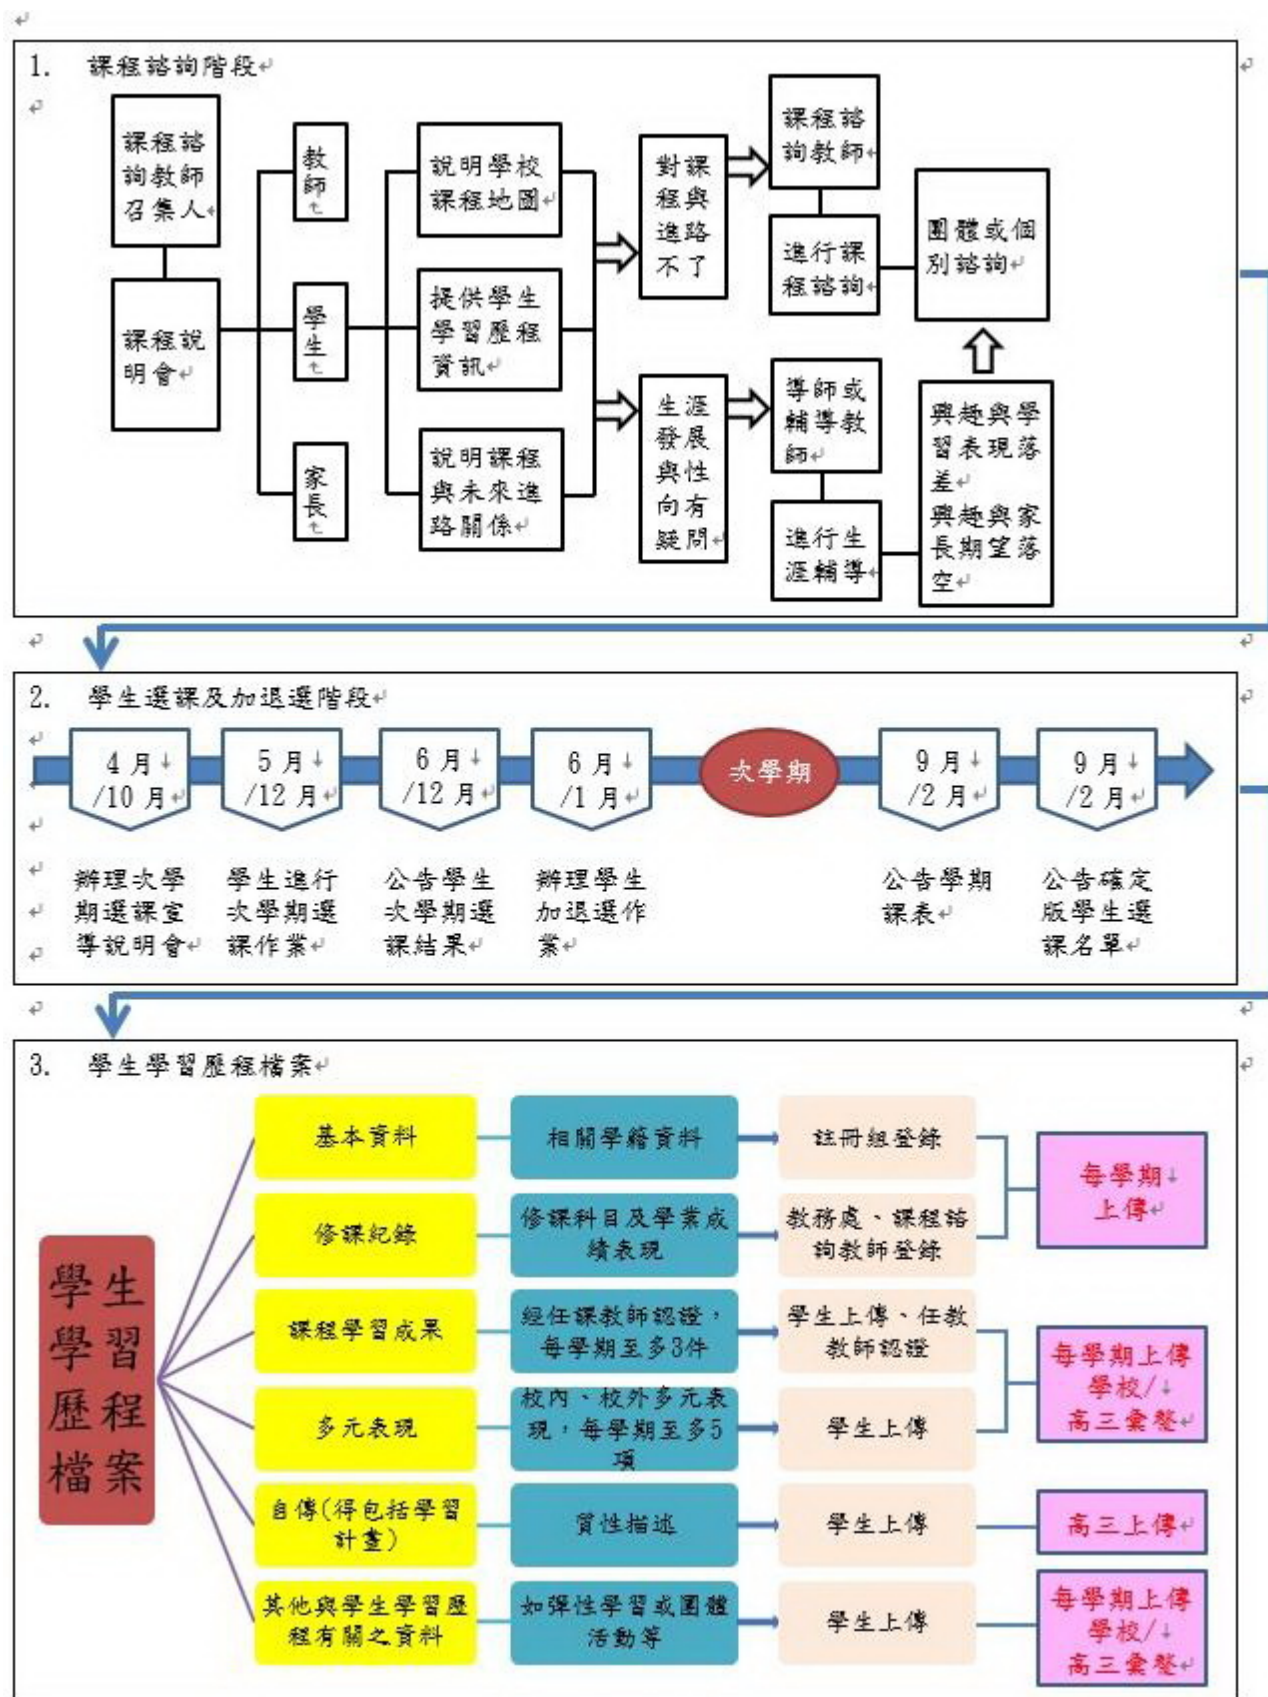 1. 課程諮詢階段
課程諮
詢教師
召集人
課程說
明會
教
師
學
生
家
長
說明學校
課程地圖
提供學生
學習歷程
資訊
說明課程
與未來進
路關係
對課
程與
進路
不了
生涯
發展
與性
向有
疑問
課程諮
詢教師
進行課
程諮詢
導師或
輔導教
師
進行生
涯輔導
團體或個
別諮詢
興趣與學
習表現落
差
興趣與家
長期望落
空
2. 學生選課及加退選階段
4 月
/10 月
5 月
/12 月
6 月
/12 月
6 月
/1 月
次學期
9 月
/2 月
9 月
/2 月
辦理次學
期選課宣
導說明會
學生進行
次學期選
課作業
公告學生
次學期選
課結果
辦理學生
加退選作
業
公告學期
課表
公告確定
版學生選
課名單
3. 學生學習歷程檔案
學生
學習
歷程
檔案
基本資料
相關學籍資料
註冊組登錄
每學期
上傳
修課紀錄
修課科目及學業成
績表現
教務處、課程諮
詢教師登錄
課程學習成果
經任課教師認證，
每學期至多3件
學生上傳、任教
教師認證
每學期上傳
學校/
高三彙整
多元表現
校內、校外多元表
現，每學期至多5
項
學生上傳
自傳(得包括學習
計畫)
質性描述
學生上傳
高三上傳
其他與學生學習歷
程有關之資料
如彈性學習或團體
活動等
學生上傳
每學期上傳
學校/
高三彙整